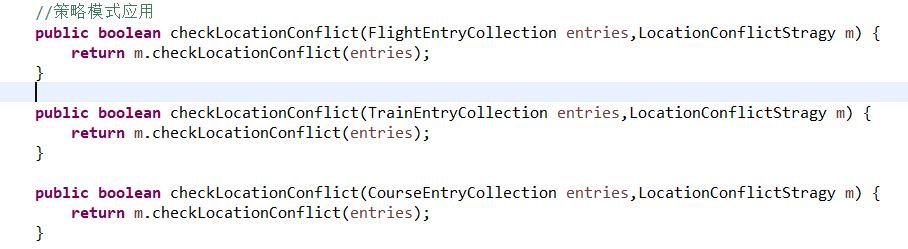 //策略模式应用
public boolean checkLocationConflict(FlightEntryCollection entries,LocationConflictStragy m) {
return m.checkLocationConflict(entries);
}
public boolean checkLocationConflict(TrainEntryCollection entries,LocationConflictStragy m) {
return m.checkLocationConflict(entries);
}
public boolean checkLocationConflict(CourseEntryCollection entries,LocationConflictStragy m) {
return m.checkLocationConflict(entries);
}